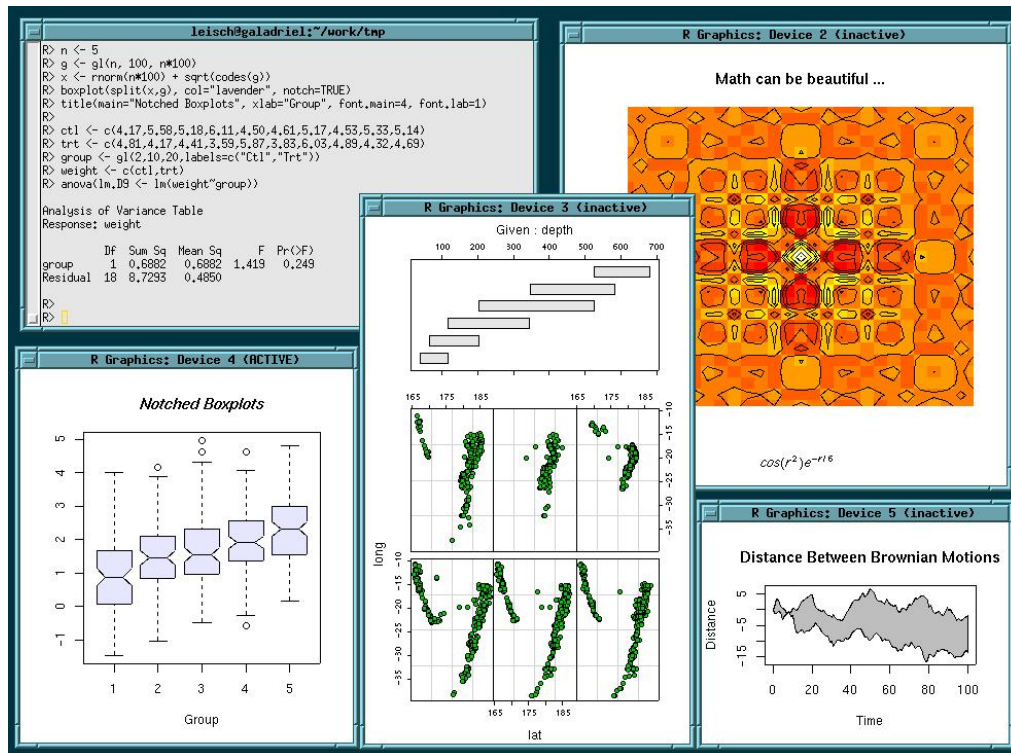 leisch@galadriel:~/work/tmp
R> n <- 5
R> g <- gl(n, 100, n*100)
R> x <- rnorm(n*100) + sqrt(codes(g))
R> boxplot(split(x,g), col="lavender", notch=TRUE)
R> title(main="Notched Boxplots", xlab="Group", font.main=4, font.lab=1)
R>
R> ctl <- c(4.17,5.58,5.18,6.11,4.50,4.61,5.17,4.53,5.33,5.14)
R> trt <- c(4.81,4.17,4.41,3.59,5.87,3.83,6.03,4.89,4.32,4.69)
R> group <- gl(2,10,20,labels=c("Ctl","Trt"))
R> weight <- c(ctl,trt)
R> anova(lm.D9 <- lm(weight~group))
Analysis of Variance Table
Response: weight
Df Sum Sq Mean Sq F Pr(>F)
group 1 0.6882 0.6882 1.419 0.249
Residual 18 8.7293 0.4850
R>
R>
R Graphics: Device 2 (inactive)
Math can be beautiful ...
cos(r²)e^{-r/6}
R Graphics: Device 3 (inactive)
Given : depth
100 200 300 400 500 600 700
165 175 185 165 175 185
-10
-15
-20
-25
-30
-35
long
-10
-15
-20
-25
-30
-35
165 175 185
lat
R Graphics: Device 4 (ACTIVE)
Notched Boxplots
5
4
3
2
1
0
-1
1 2 3 4 5
Group
R Graphics: Device 5 (inactive)
Distance Between Brownian Motions
Distance
5
-5
-15
0 20 40 60 80 100
Time